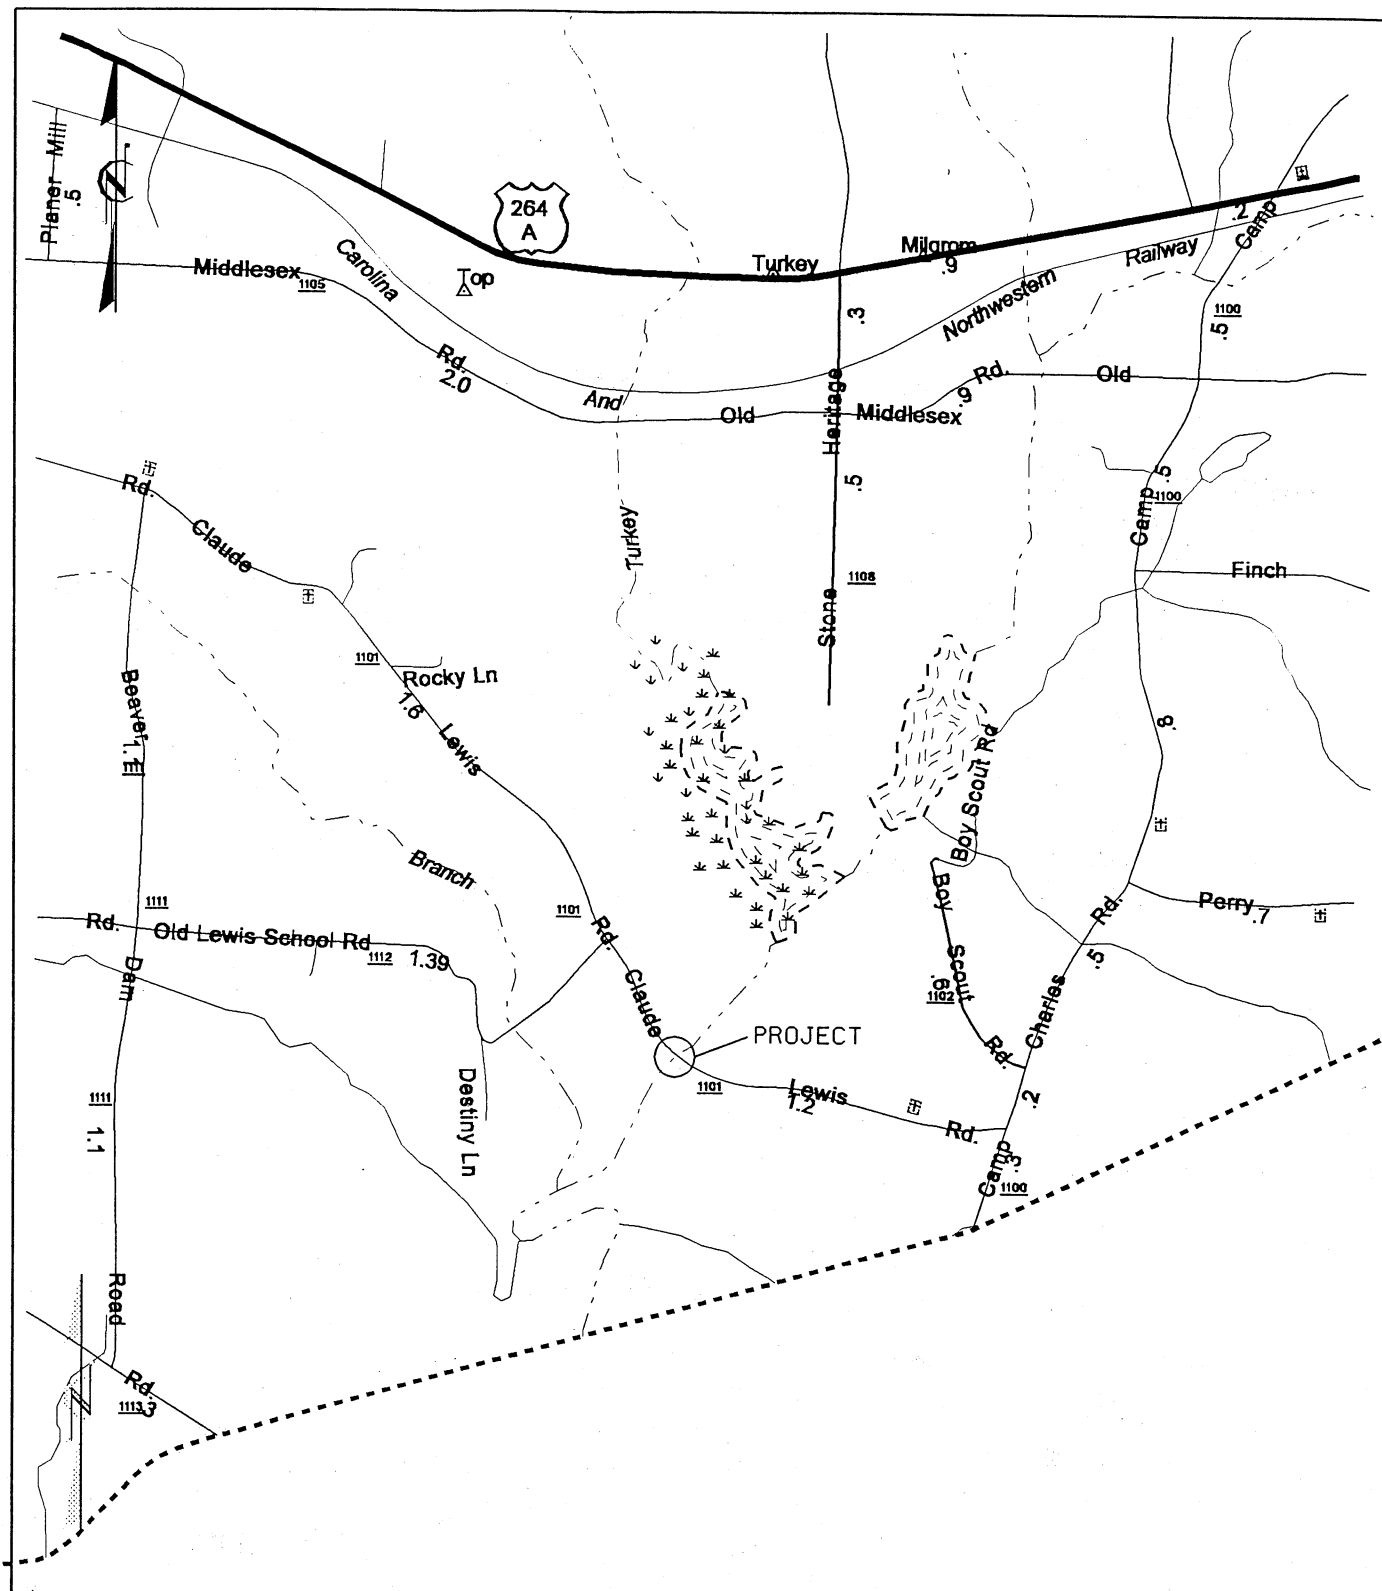 264
A
Planer Mill
.5
N
Middlesex
1105
Carolina
Top
Turkey
Milgrom
.9
Railway
.2
Camp
Northwestern
1100
.5
.3
Rd.
2.0
And
Old
Heritage
Middlesex
.9
Rd.
Old
Rd.
Claude
Turkey
.5
Camp
.5
1100
Stone
1108
Finch
1101
Rocky Ln
1.6
Lewis
Beaver
1.1
Boy Scout Rd
.8
Branch
1111
Rd.
Old Lewis School Rd
1112
1.39
1101
Rd.
Boy
Scout
.9
1102
Rd.
Perry
.7
Rd.
.5
Charles
Dam
Claude
PROJECT
Rd.
1101
Lewis
1.2
Rd.
.2
Camp
.3
1100
1111
1.1
Destiny Ln
Road
Rd.
1113
.3